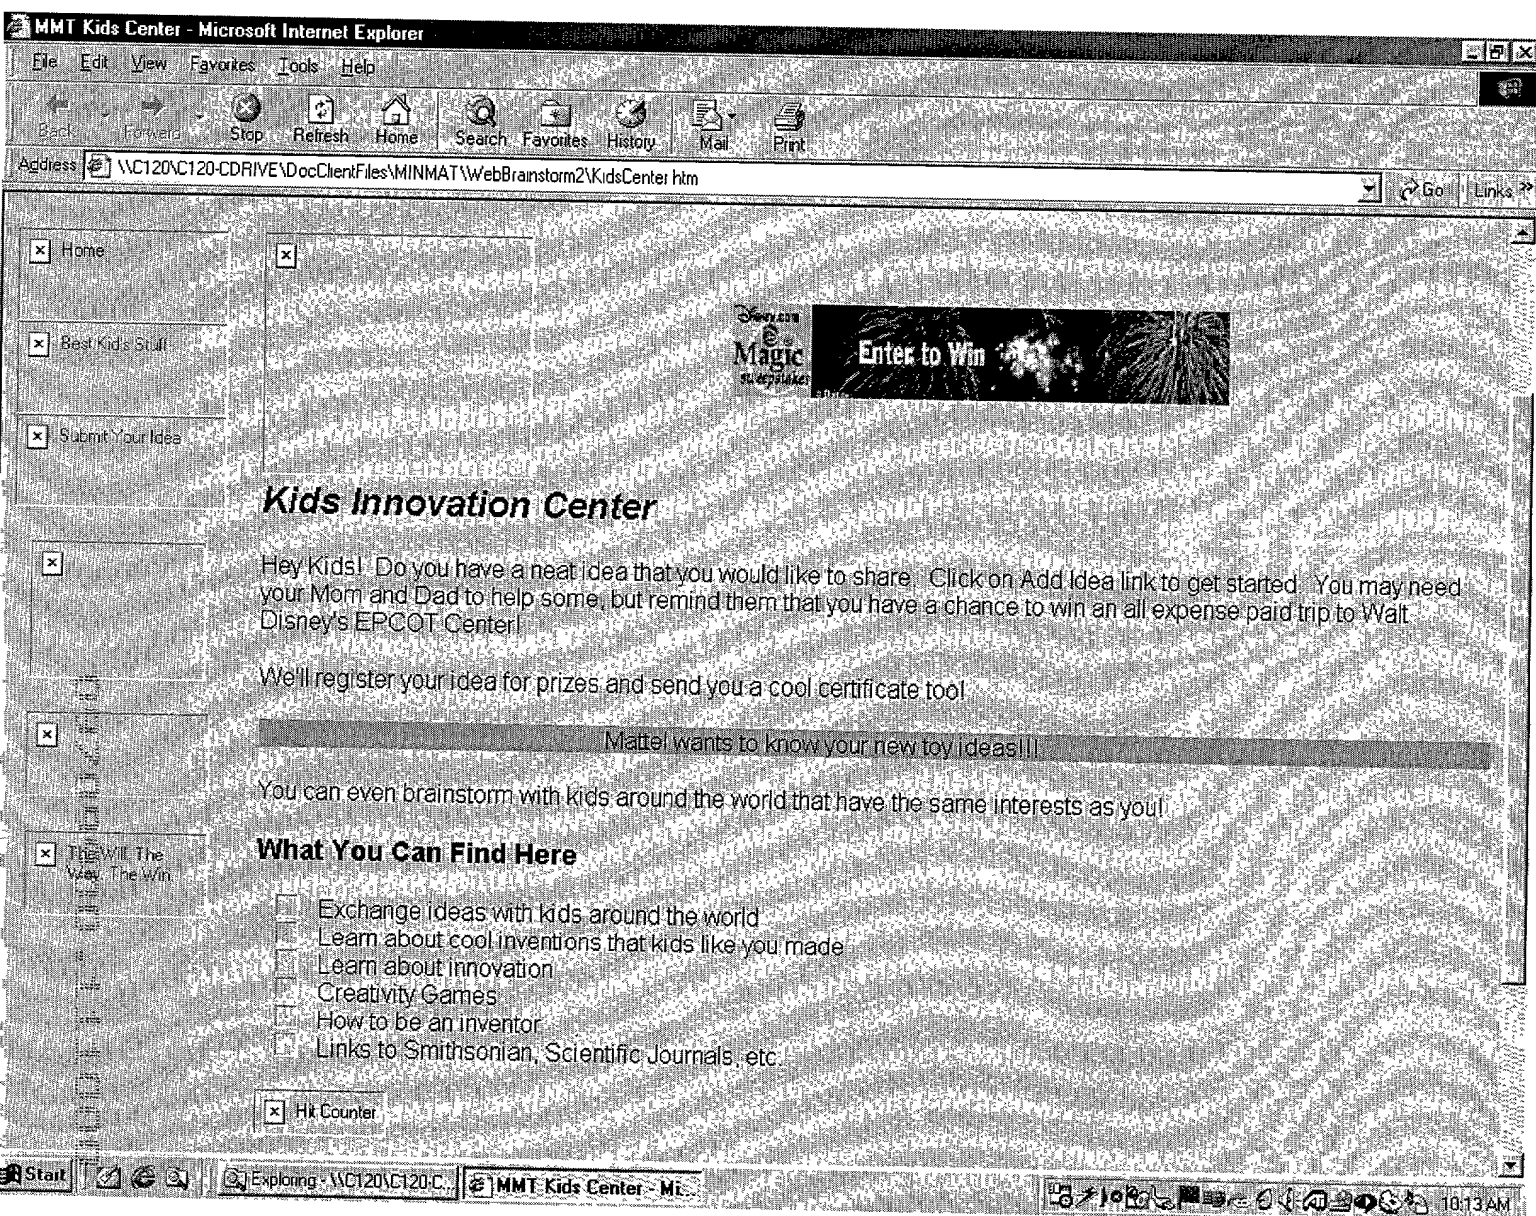 MMT Kids Center - Microsoft Internet Explorer
File Edit View Favorites Tools Help
Back Forward Stop Refresh Home Search Favorites History Mail Print
Address \\C120\C120-CDRIVE\DocClientFiles\MINMAT\WebBrainstorm2\KidsCenter htm Go Links »
Home
Best Kid's Stuff
Submit Your Idea
Disney.com
e
Magic
sweepstakes
Enter to Win
Kids Innovation Center
Hey Kids! Do you have a neat idea that you would like to share. Click on Add Idea link to get started. You may need
your Mom and Dad to help some, but remind them that you have a chance to win an all expense paid trip to Walt
Disney's EPCOT Center!
We'll register your idea for prizes and send you a cool certificate too!
Mattel wants to know your new toy ideas!!!
You can even brainstorm with kids around the world that have the same interests as you!
The Will. The
Way. The Win.
What You Can Find Here
Exchange ideas with kids around the world
Learn about cool inventions that kids like you made
Learn about innovation
Creativity Games
How to be an inventor
Links to Smithsonian, Scientific Journals, etc.
Hit Counter
Start Exploring - \\C120\C120-C... MMT Kids Center - Mi... 10:13 AM